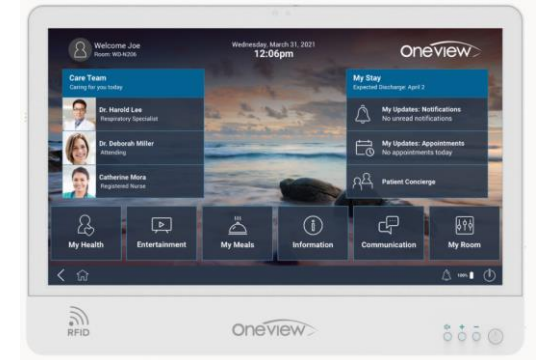 Welcome Joe
Room: WD-N206
Wednesday, March 31, 2021
12:06pm
Oneview
Care Team
Caring for you today
Dr. Harold Lee
Respiratory Specialist
Dr. Deborah Miller
Attending
Catherine Mora
Registered Nurse
My Stay
Expected Discharge: April 2
My Updates: Notifications
No unread notifications
My Updates: Appointments
No appointments today
Patient Concierge
My Health
Entertainment
My Meals
Information
Communication
My Room
100%
RFID
Oneview